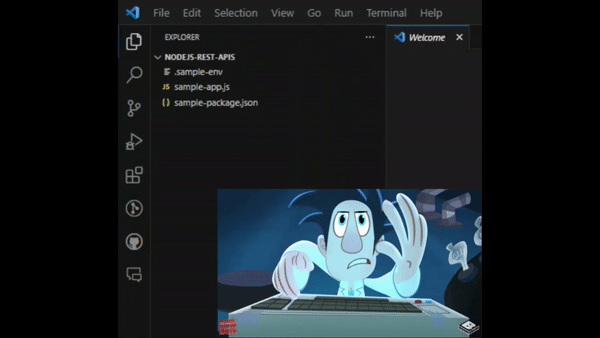 File Edit Selection View Go Run Terminal Help
EXPLORER ···
Welcome
NODEJS-REST-APIS
.sample-env
JS sample-app.js
{ } sample-package.json